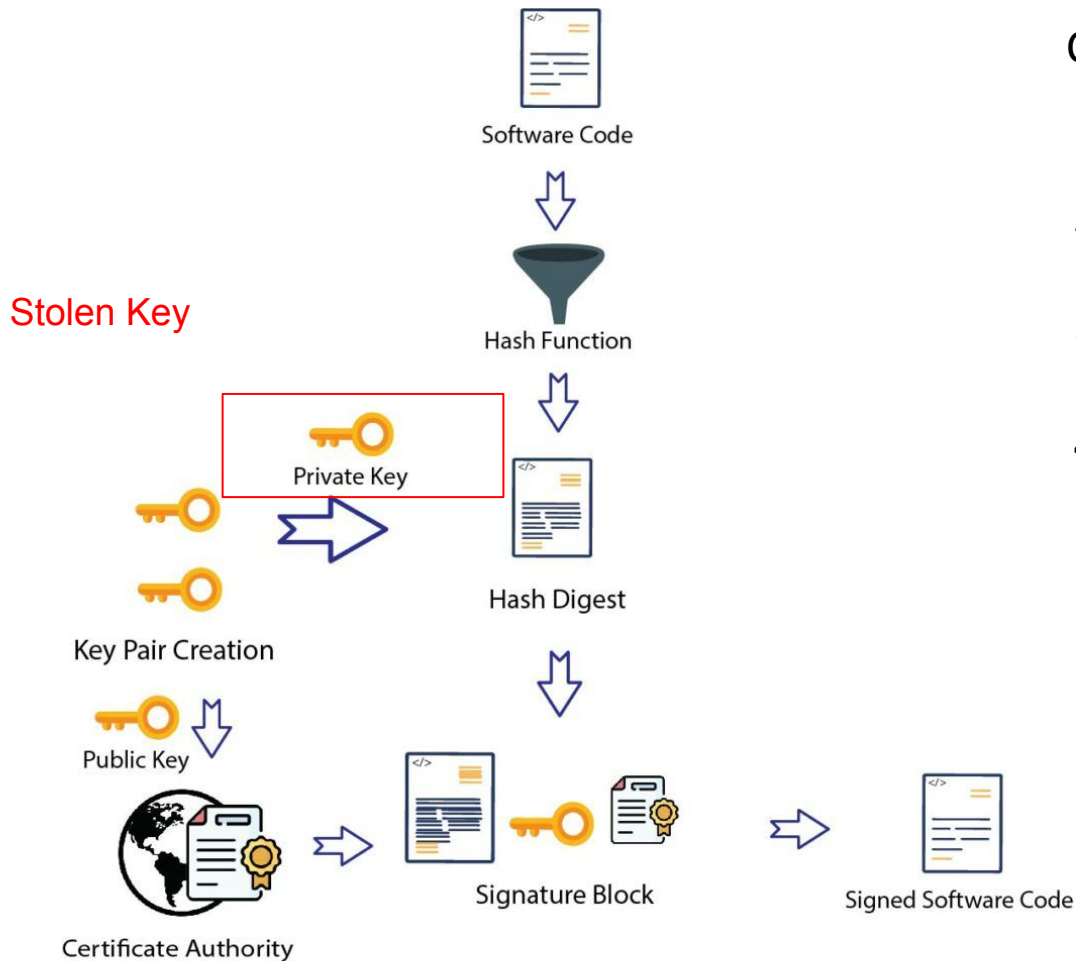 Software Code
Stolen Key
Hash Function
Private Key
Hash Digest
Key Pair Creation
Public Key
Signature Block
Signed Software Code
Certificate Authority